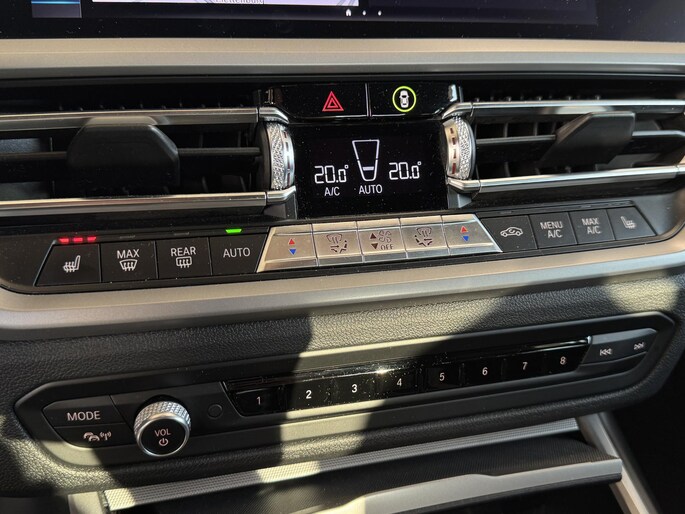 20.0 20.0
A/C AUTO
MAX REAR AUTO OFF MENU A/C MAX A/C
1 2 3 4 5 6 7 8
MODE
VOL